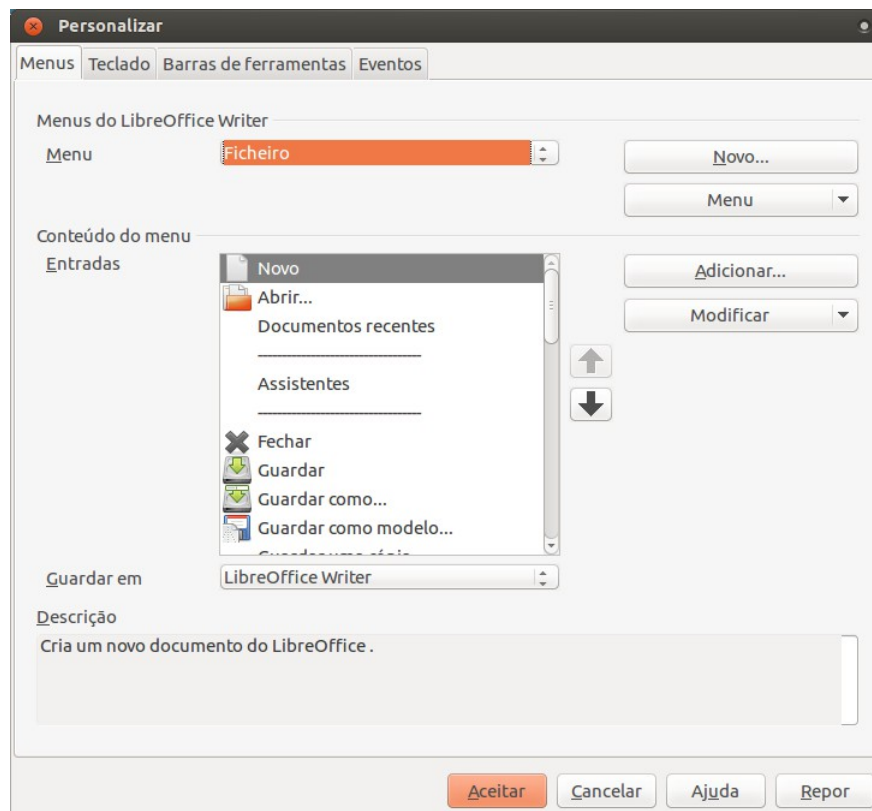 Personalizar
Menus Teclado Barras de ferramentas Eventos
Menus do LibreOffice Writer
Menu Ficheiro Novo...
Menu
Conteúdo do menu
Entradas Novo Adicionar...
Abrir...
Modificar
Documentos recentes
Assistentes
Fechar
Guardar
Guardar como...
Guardar como modelo...
Guardar em LibreOffice Writer
Descrição
Cria um novo documento do LibreOffice .
Aceitar Cancelar Ajuda Repor